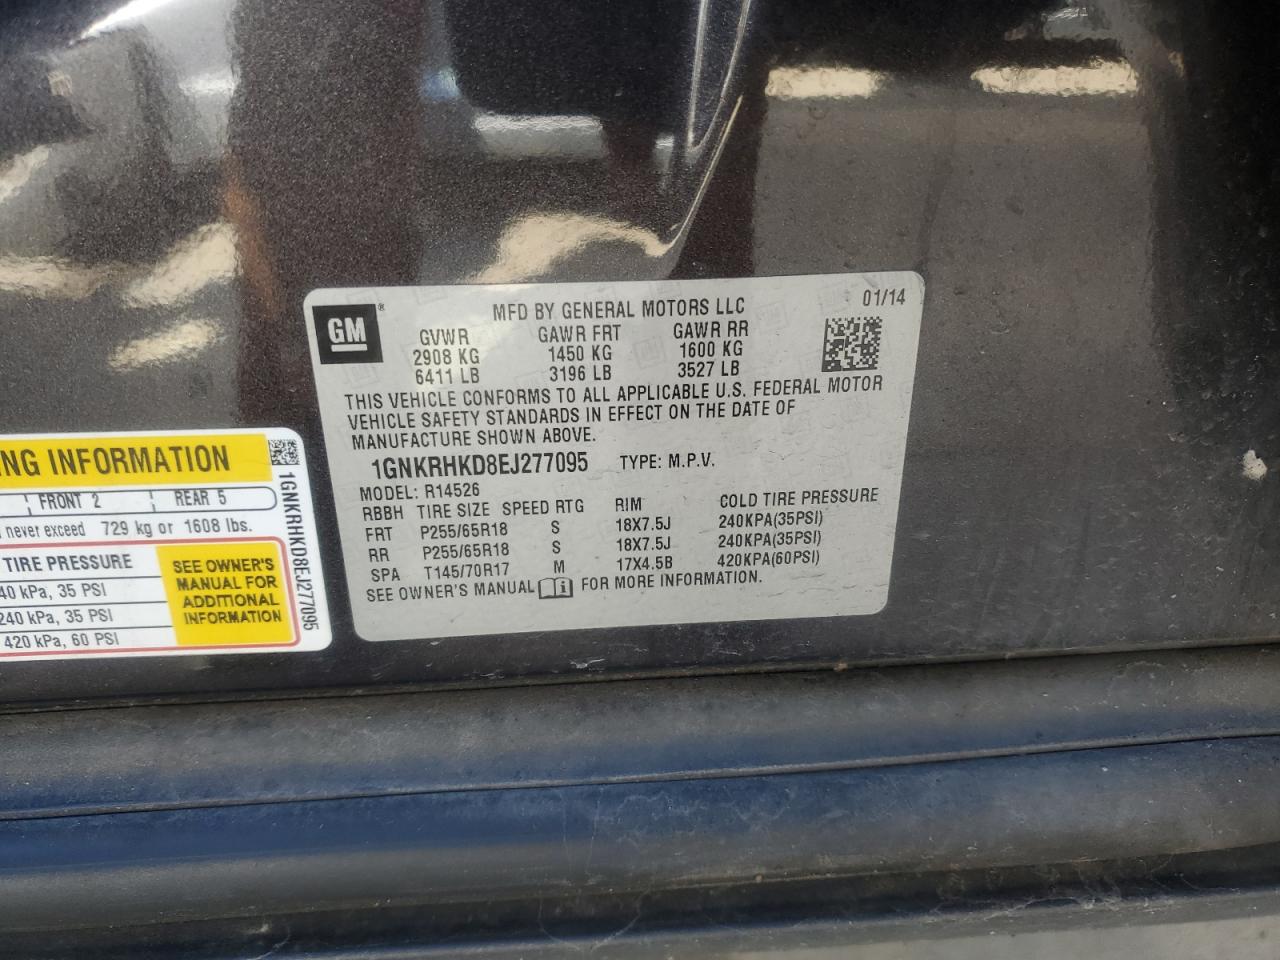 GM ®
MFD BY GENERAL MOTORS LLC 01/14
GVWR GAWR FRT GAWR RR
2908 KG 1450 KG 1600 KG
6411 LB 3196 LB 3527 LB
THIS VEHICLE CONFORMS TO ALL APPLICABLE U.S. FEDERAL MOTOR
VEHICLE SAFETY STANDARDS IN EFFECT ON THE DATE OF
MANUFACTURE SHOWN ABOVE.
1GNKRHKD8EJ277095 TYPE: M.P.V.
MODEL: R14526
RBBH TIRE SIZE SPEED RTG RIM COLD TIRE PRESSURE
FRT P255/65R18 S 18X7.5J 240KPA(35PSI)
RR P255/65R18 S 18X7.5J 240KPA(35PSI)
SPA T145/70R17 M 17X4.5B 420KPA(60PSI)
SEE OWNER'S MANUAL i FOR MORE INFORMATION.
NG INFORMATION
FRONT 2 REAR 5
never exceed 729 kg or 1608 lbs.
TIRE PRESSURE
40 kPa, 35 PSI
240 kPa, 35 PSI
420 kPa, 60 PSI
SEE OWNER'S
MANUAL FOR
ADDITIONAL
INFORMATION
1GNKRHKD8EJ277095